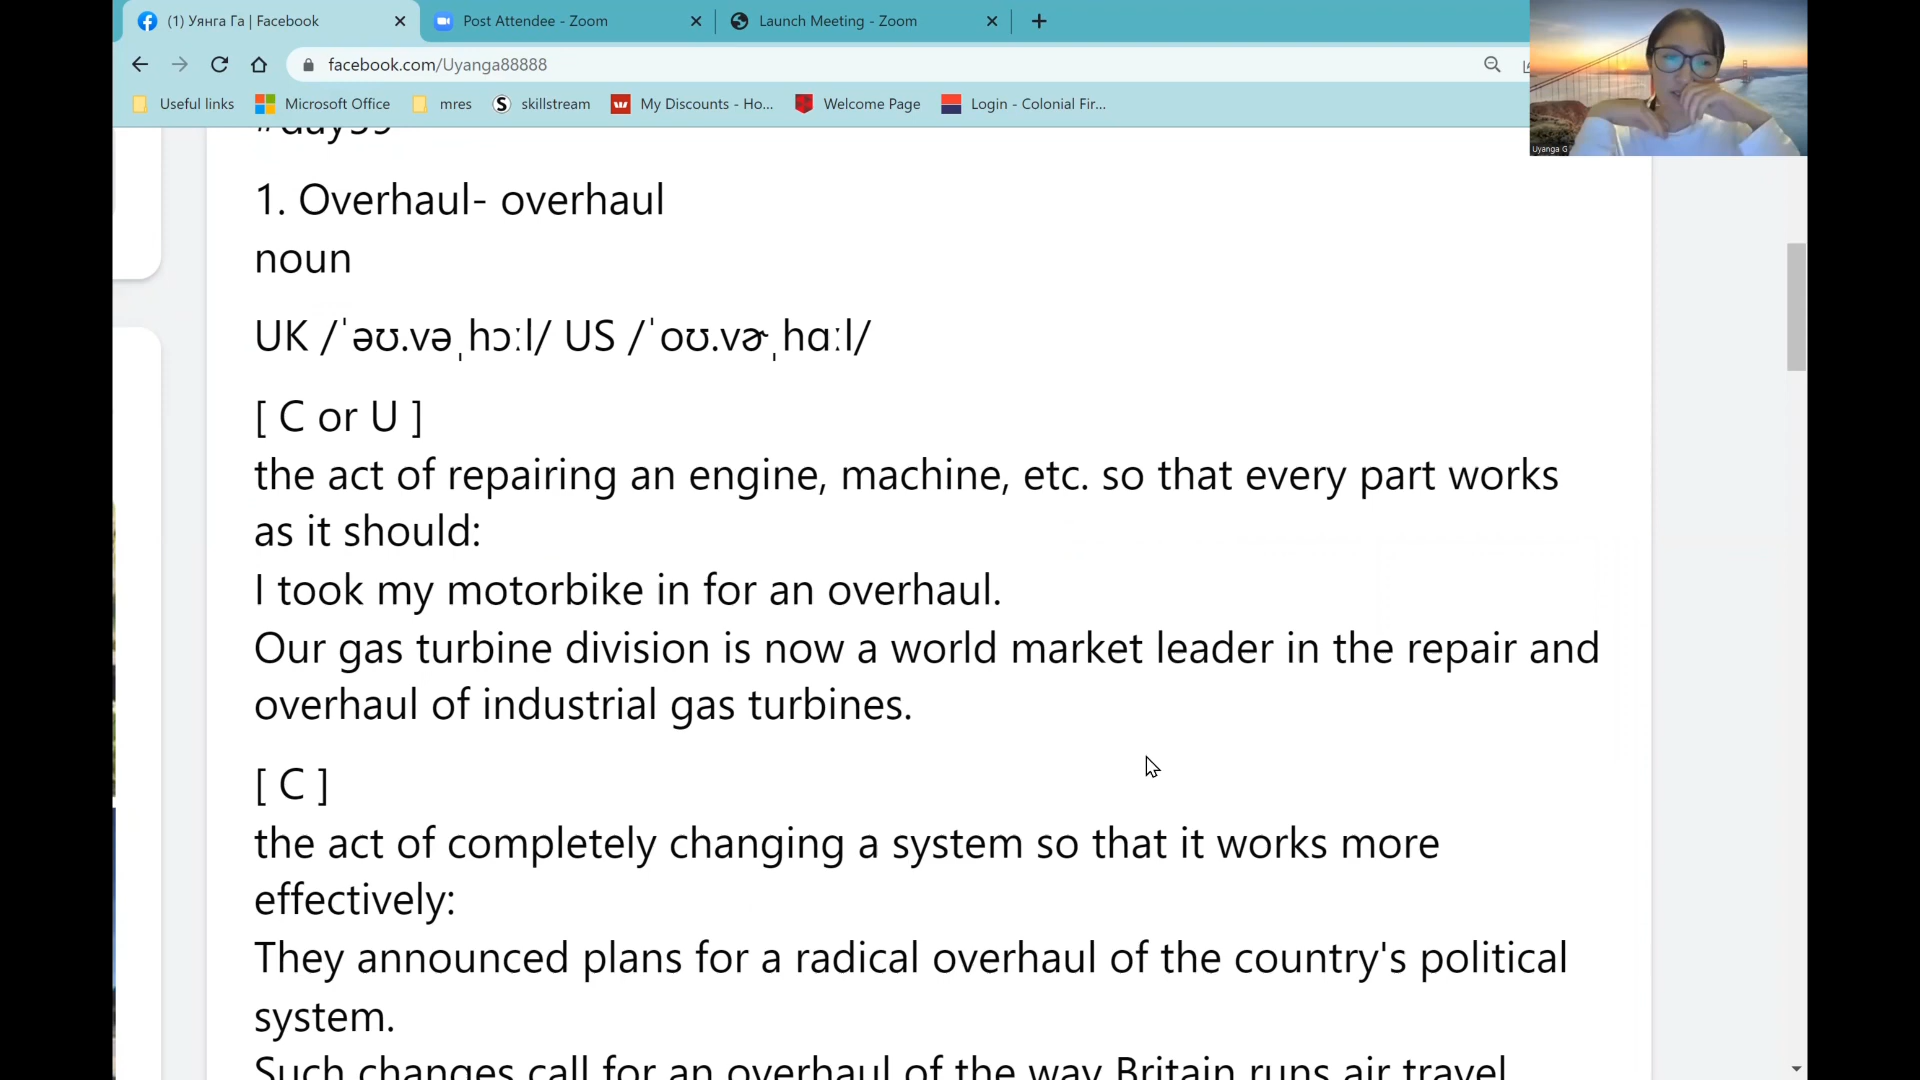 (1) Уянга Га | Facebook
Post Attendee - Zoom
Launch Meeting - Zoom
facebook.com/Uyanga88888
Useful links
Microsoft Office
mres
skillstream
My Discounts - Ho...
Welcome Page
Login - Colonial Fir...
Uyanga G
1. Overhaul- overhaul
noun
UK /ˈəʊ.vəˌhɔːl/ US /ˈoʊ.vɚˌhɑːl/
[ C or U ]
the act of repairing an engine, machine, etc. so that every part works
as it should:
I took my motorbike in for an overhaul.
Our gas turbine division is now a world market leader in the repair and
overhaul of industrial gas turbines.
[ C ]
the act of completely changing a system so that it works more
effectively:
They announced plans for a radical overhaul of the country's political
system.
Such changes call for an overhaul of the way Britain runs air travel